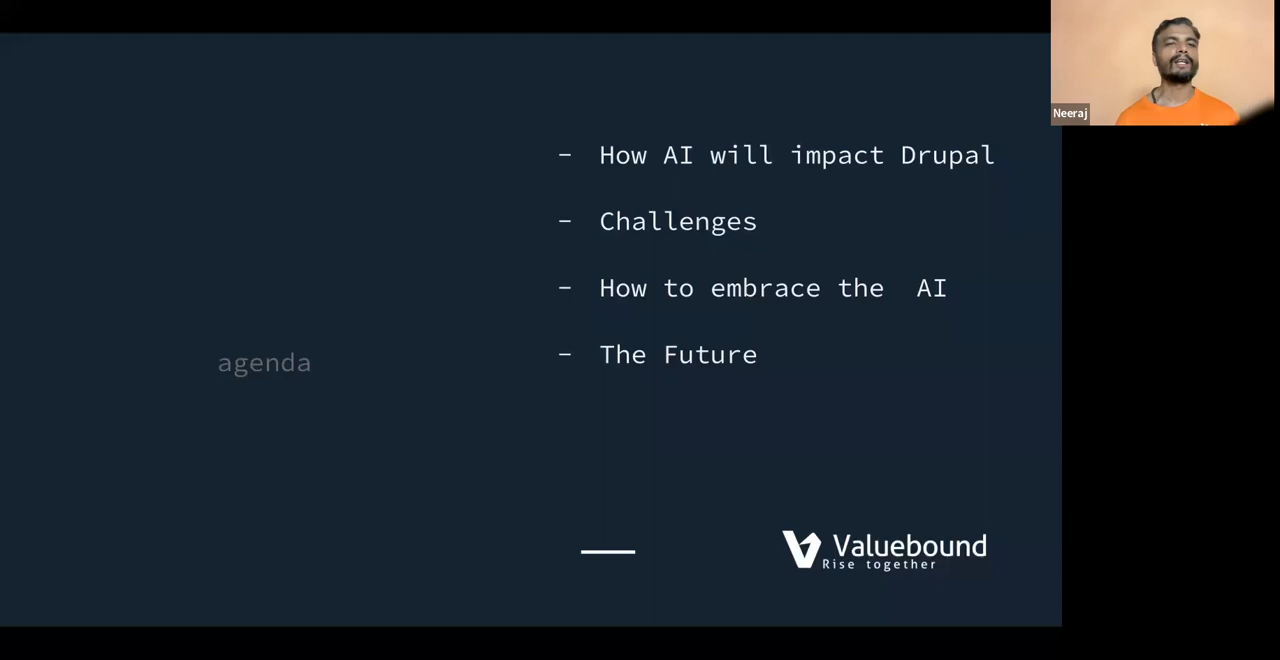 Neeraj
- How AI will impact Drupal
- Challenges
- How to embrace the  AI
- The Future
agenda
Valuebound
Rise together